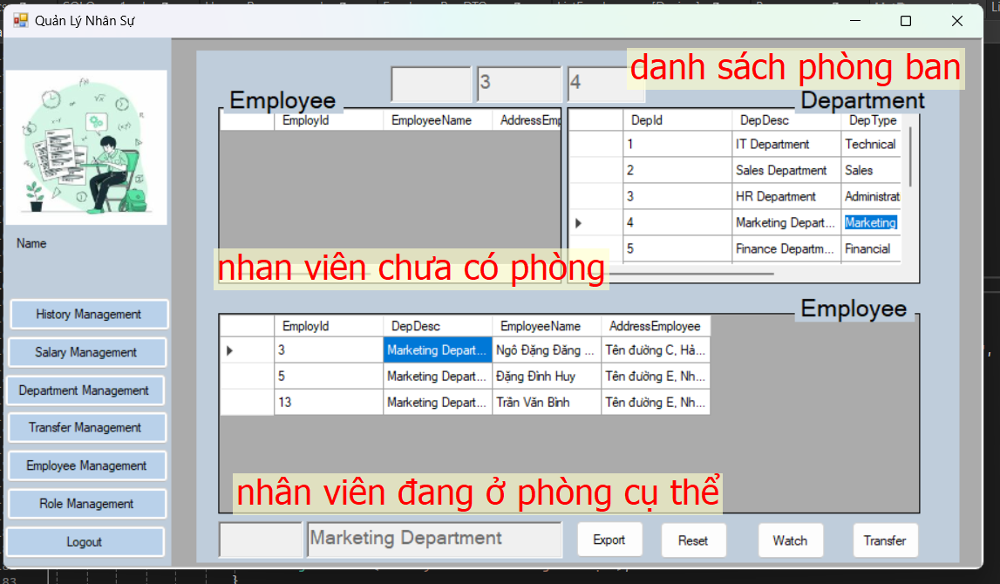 Quản Lý Nhân Sự
danh sách phòng ban
3
4
Employee
Department
EmployId EmployeeName AddressEmp
DepId DepDesc DepType
1 IT Department Technical
2 Sales Department Sales
3 HR Department Administrat
4 Marketing Depart... Marketing
5 Finance Departm... Financial
Name
nhan viên chưa có phòng
Employee
History Management
Salary Management
Department Management
Transfer Management
Employee Management
Role Management
Logout
EmployId DepDesc EmployeeName AddressEmployee
3 Marketing Depart... Ngô Đặng Đăng ... Tên đường C, Hả...
5 Marketing Depart... Đặng Đình Huy Tên đường E, Nh...
13 Marketing Depart... Trần Văn Bình Tên đường E, Nh...
nhân viên đang ở phòng cụ thể
Marketing Department
Export
Reset
Watch
Transfer